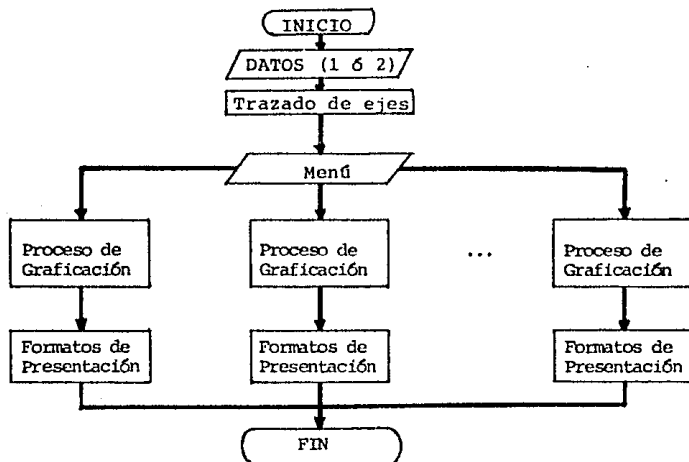 INICIO
DATOS (1 ó 2)
Trazado de ejes
Menú
Proceso de
Graficación
Proceso de
Graficación
...
Proceso de
Graficación
Formatos de
Presentación
Formatos de
Presentación
Formatos de
Presentación
FIN